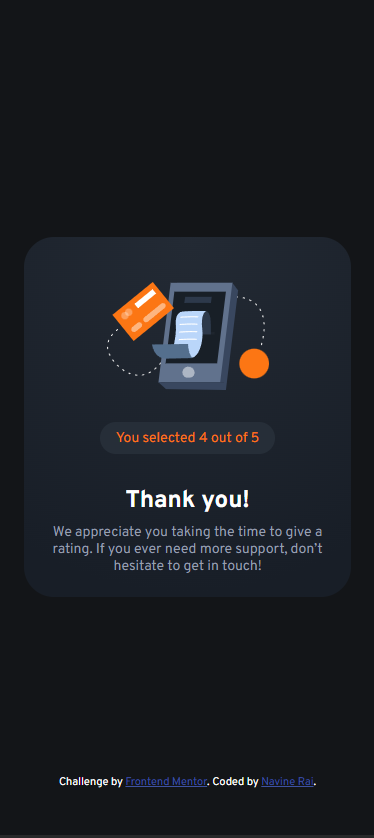 You selected 4 out of 5
Thank you!
We appreciate you taking the time to give a
rating. If you ever need more support, don't
hesitate to get in touch!
Challenge by Frontend Mentor. Coded by Navine Rai.